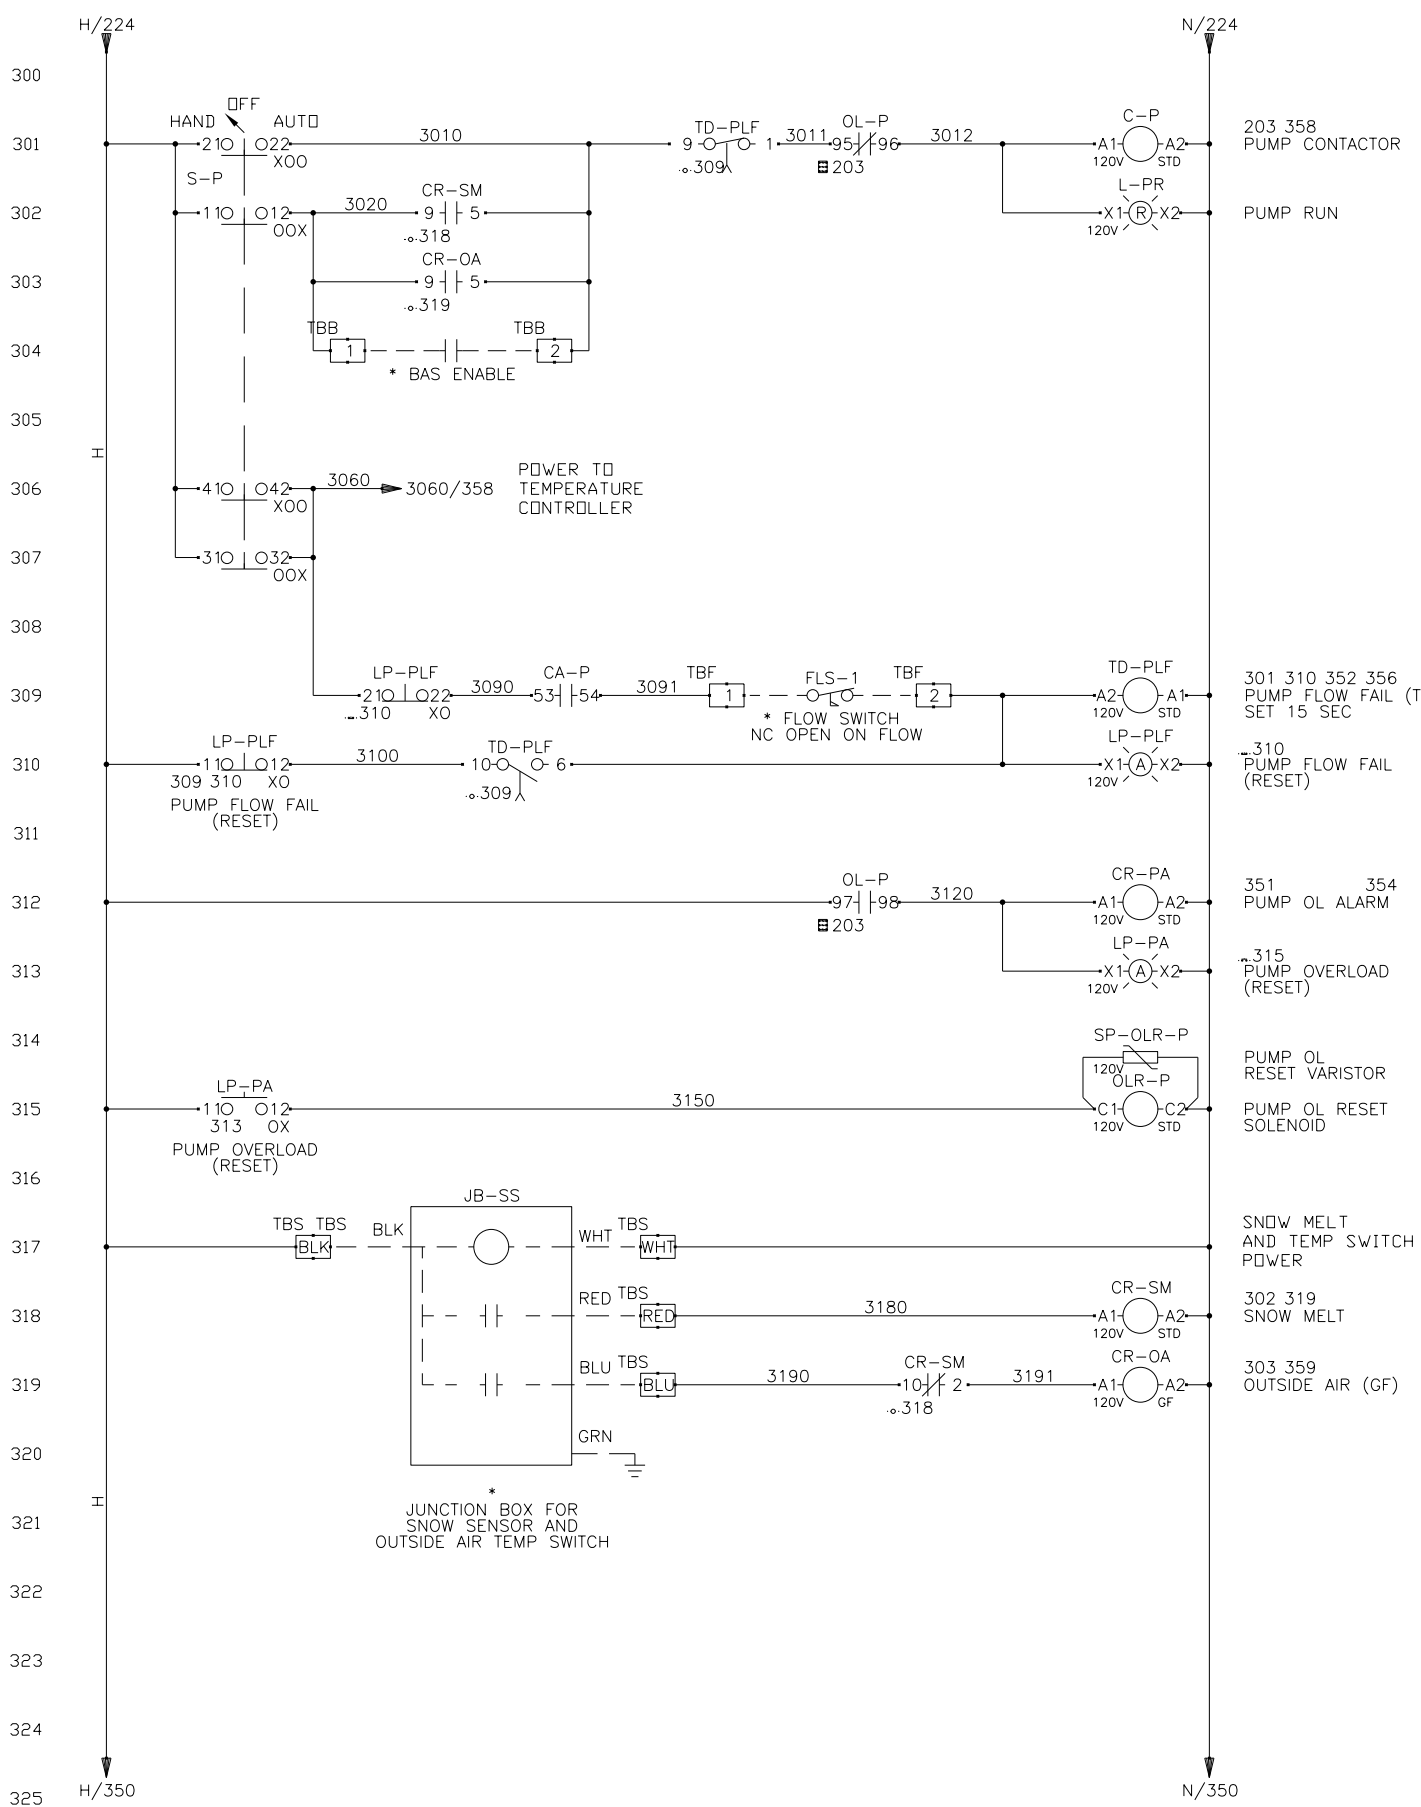 H/224 N/224
300
OFF
HAND AUTO
301 21 22 3010 TD-PLF 9 1 3011 OL-P 95 96 3012 C-P A1 A2 203 358
XOO 309 203 120V STD PUMP CONTACTOR
S-P
302 11 12 3020 CR-SM 9 5 L-PR X1 R X2 PUMP RUN
OOX 318 120V
303 CR-OA 9 5
319
304 TBB 1 TBB 2
* BAS ENABLE
305
H
306 41 42 3060 3060/358 POWER TO
XOO TEMPERATURE
CONTROLLER
307 31 32
OOX
308
309 LP-PLF 21 22 3090 CA-P 53 54 3091 TBF 1 FLS-1 TBF 2 TD-PLF A2 A1 301 310 352 356
310 XO * FLOW SWITCH 120V STD PUMP FLOW FAIL (T
NC OPEN ON FLOW SET 15 SEC
310 LP-PLF 11 12 3100 TD-PLF 10 6 LP-PLF X1 A X2 310
309 310 XO 309 120V PUMP FLOW FAIL
PUMP FLOW FAIL (RESET)
(RESET)
311
312 OL-P 97 98 3120 CR-PA A1 A2 351 354
203 120V STD PUMP OL ALARM
313 LP-PA X1 A X2 315
120V PUMP OVERLOAD
(RESET)
314 SP-OLR-P PUMP OL
120V RESET VARISTOR
315 LP-PA 11 12 3150 OLR-P C1 C2 PUMP OL RESET
313 OX 120V STD SOLENOID
PUMP OVERLOAD
(RESET)
316
JB-SS
317 TBS TBS BLK BLK WHT TBS WHT SNOW MELT
AND TEMP SWITCH
POWER
318 RED TBS RED 3180 CR-SM A1 A2 302 319
120V STD SNOW MELT
319 BLU TBS BLU 3190 CR-SM 10 2 3191 CR-OA A1 A2 303 359
318 120V GF OUTSIDE AIR (GF)
320 GRN
H
*
JUNCTION BOX FOR
321 SNOW SENSOR AND
OUTSIDE AIR TEMP SWITCH
322
323
324
325 H/350 N/350